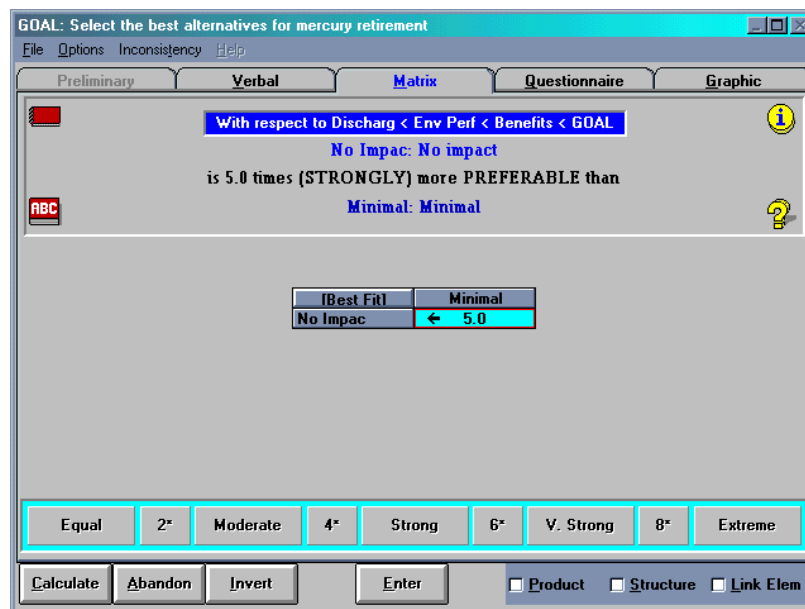 GOAL: Select the best alternatives for mercury retirement
File Options Inconsistency Help
Preliminary Verbal Matrix Questionnaire Graphic
With respect to Discharg < Env Perf < Benefits < GOAL
No Impac: No impact
is 5.0 times (STRONGLY) more PREFERABLE than
ABC Minimal: Minimal
[Best Fit] Minimal
No Impac ← 5.0
Equal 2* Moderate 4* Strong 6* V. Strong 8* Extreme
Calculate Abandon Invert Enter Product Structure Link Elem